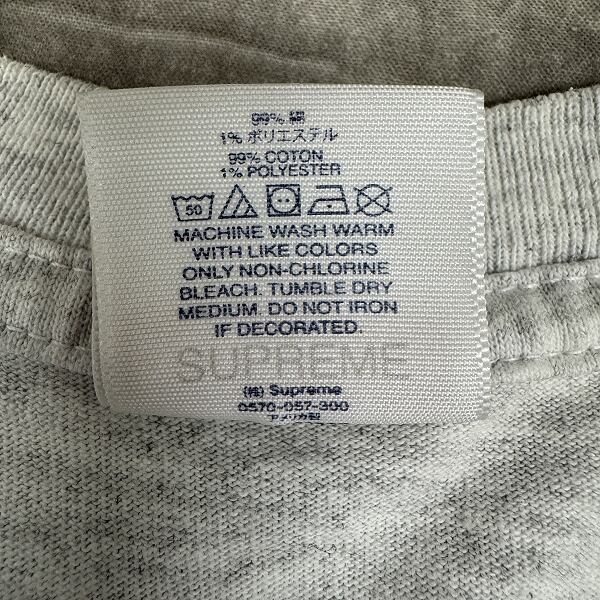 99% 綿
1% ポリエステル
99% COTON
1% POLYESTER
50
MACHINE WASH WARM
WITH LIKE COLORS
ONLY NON-CHLORINE
BLEACH. TUMBLE DRY
MEDIUM. DO NOT IRON
IF DECORATED.
SUPREME
(株) Supreme
0570-057-300
アメリカ製